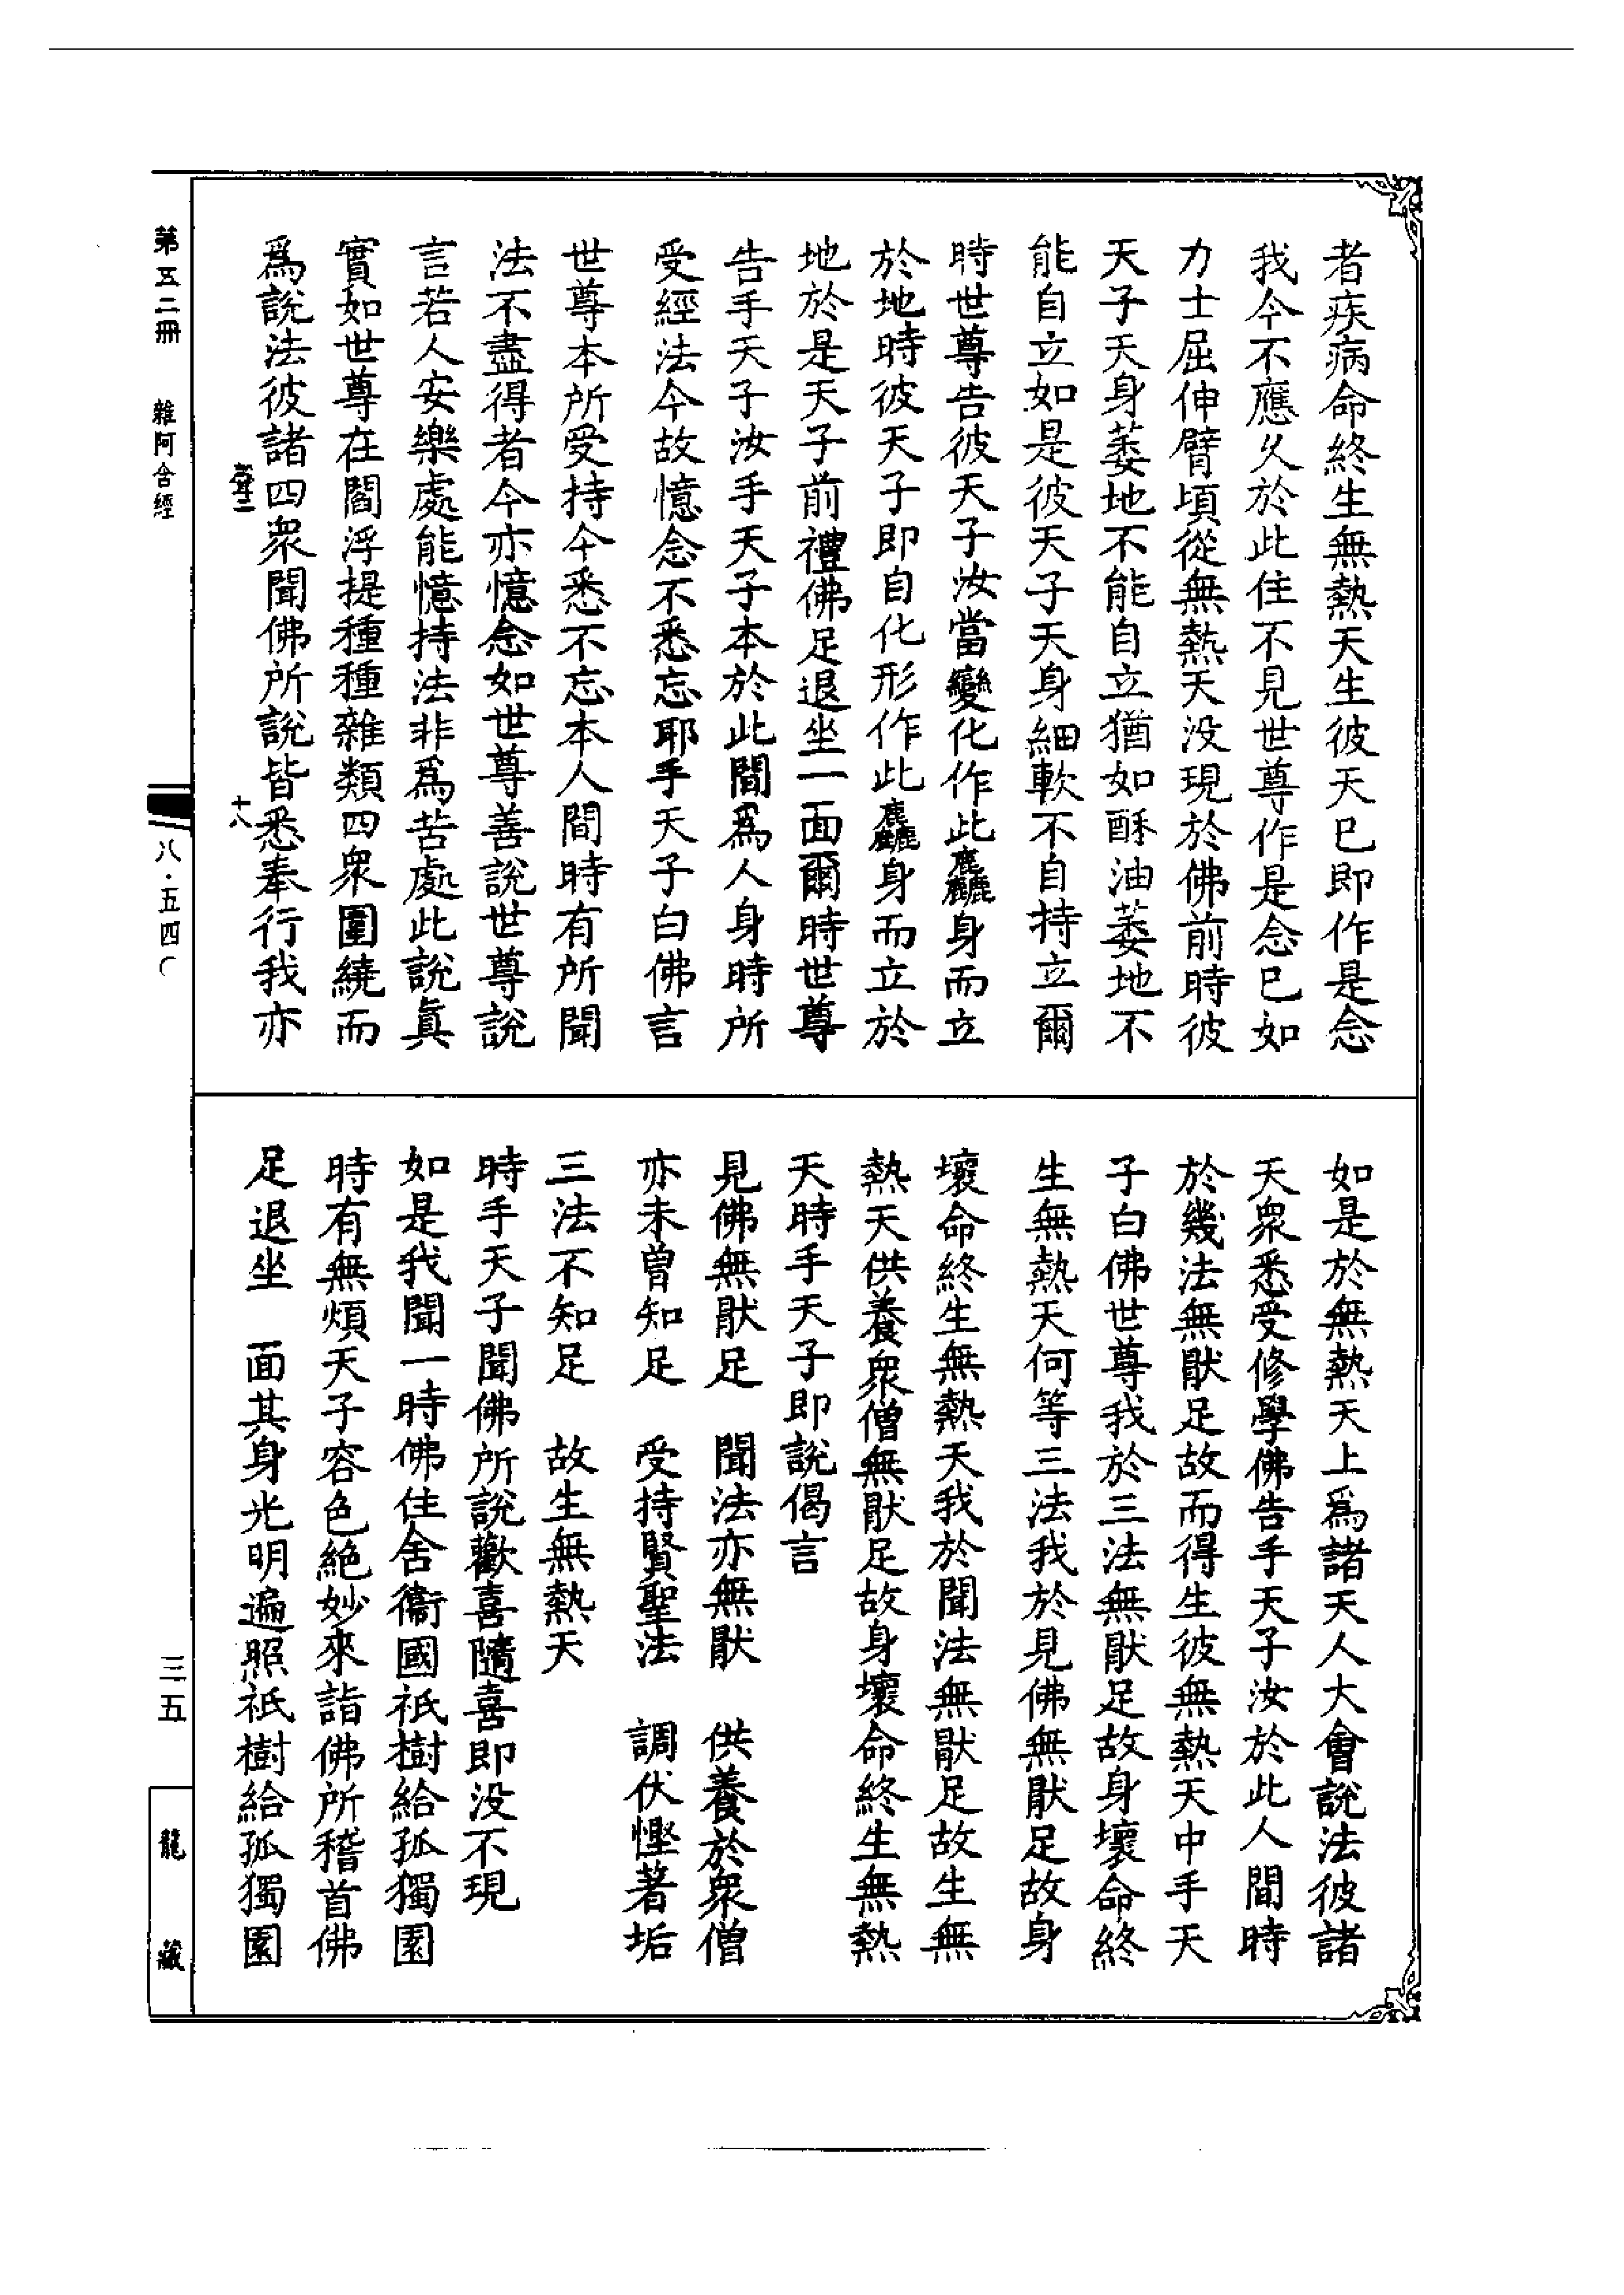 者疾病命終生無熱天生彼天已即作是念
我今不應久於此住不見世尊作是念已如
力士屈伸臂頃從無熱天没現於佛前時彼
天子天身萎地不能自立猶如酥油萎地不
能自立如是彼天子天身細軟不自持立爾
時世尊告彼天子汝當變化作此麤身而立
於地時彼天子即自化形作此麤身而立於
地於是天子前禮佛足退坐一面爾時世尊
告手天子汝手天子本於此間爲人身時所
受經法今故憶念不悉忘耶手天子白佛言
世尊本所受持今悉不忘本人間時有所聞
法不盡得者今亦憶念如世尊善說世尊說
言若人安樂處能憶持法非爲苦處此說眞
實如世尊在閻浮提種種雜類四眾圍繞而
爲說法彼諸四眾聞佛所說皆悉奉行我亦
如是於無熱天上爲諸天人大會說法彼諸
天眾悉受修學佛告手天子汝於此人間時
於幾法無猒足故而得生彼無熱天中手天
子白佛世尊我於三法無猒足故身壞命終
生無熱天何等三法我於見佛無猒足故身
壞命終生無熱天我於聞法無猒足故生無
熱天供養眾僧無猒足故身壞命終生無熱
天時手天子即說偈言
見佛無猒足　聞法亦無猒　供養於眾僧
亦未曾知足　受持賢聖法　調伏慳著垢
三法不知足　故生無熱天
時手天子聞佛所說歡喜隨喜即没不現
如是我聞一時佛住舍衞國祇樹給孤獨園
時有無煩天子容色絶妙來詣佛所稽首佛
足退坐　面其身光明遍照祇樹給孤獨園
十八
第五二冊　雜阿含經
八·五四
三五
龍藏